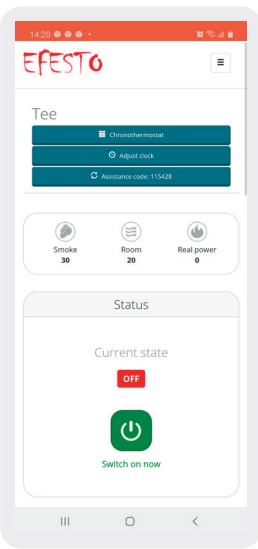 14:20
EFESTO
Tee
Chronothermostat
Adjust clock
Assistance code: 115428
Smoke Room Real power
30 20 0
Status
Current state
OFF
Switch on now